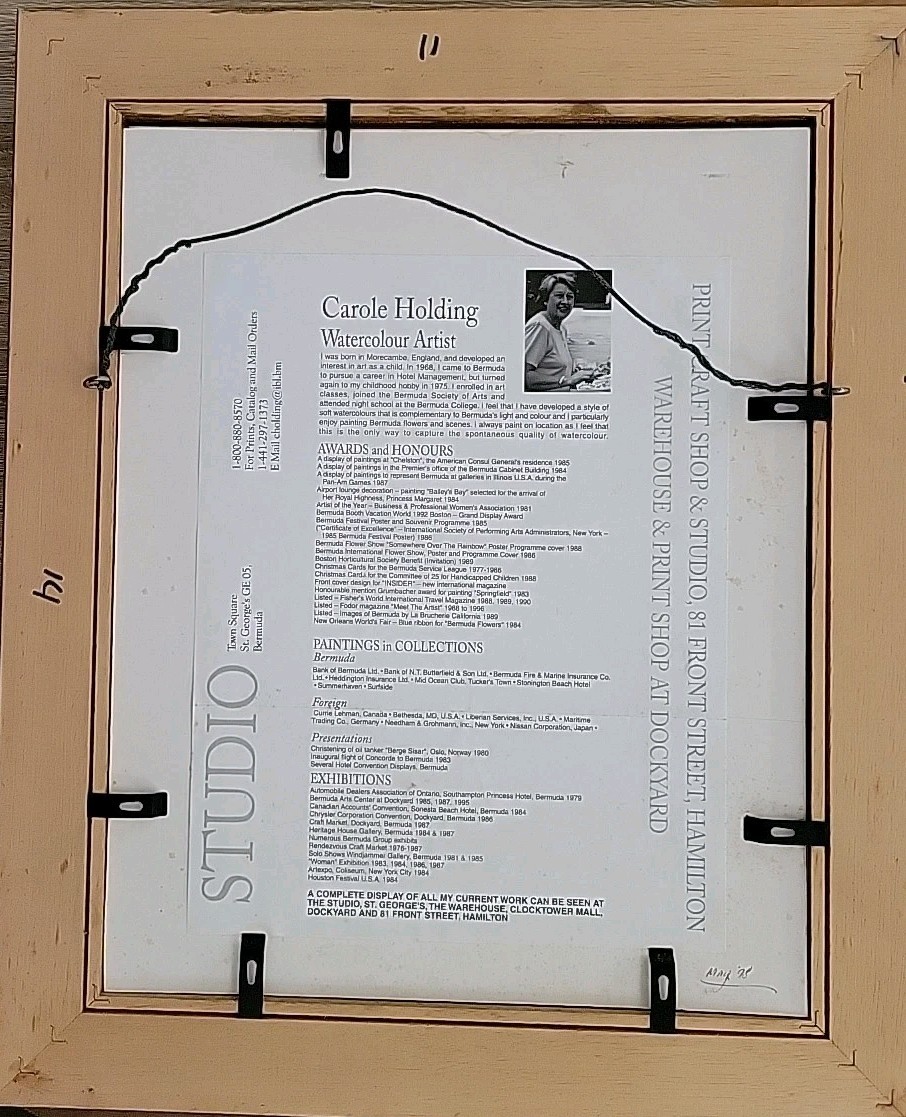 11
14
Carole Holding
Watercolour Artist
I was born in Morecambe, England, and developed an
interest in art as a child. In 1968, I came to Bermuda
to pursue a career in Hotel Management, but turned
again to my childhood hobby in 1975. I enrolled in art
classes, joined the Bermuda Society of Arts and
attended night school at the Bermuda College. I feel that I have developed a style of
soft watercolours that is complementary to Bermuda's light and colour and I particularly
enjoy painting Bermuda flowers and scenes. I always paint on location as I feel that
this is the only way to capture the spontaneous quality of watercolour.
AWARDS and HONOURS
A display of paintings at "Chelston", the American Consul General's residence 1985
A display of paintings in the Premier's office of the Bermuda Cabinet Building 1984
A display of paintings to represent Bermuda at galleries in Illinois U.S.A. during the
Pan-Am Games 1987
Airport lounge decoration – painting "Bailey's Bay" selected for the arrival of
Her Royal Highness, Princess Margaret 1984
Artist of the Year – Business & Professional Women's Association 1981
Bermuda Booth Vacation World 1992 Boston – Grand Display Award
Bermuda Festival Poster and Souvenir Programme 1985
("Certificate of Excellence" – International Society of Performing Arts Administrators, New York –
1985 Bermuda Festival Poster) 1986
Bermuda Flower Show "Somewhere Over The Rainbow" Poster Programme cover 1988
Bermuda International Flower Show, Poster and Programme Cover 1986
Boston Horticultural Society Benefit (Invitation) 1989
Christmas Cards for the Bermuda Service League 1977-1986
Christmas Cards for the Committee of 25 for Handicapped Children 1988
Front cover design for "INSIDER" – new international magazine
Honourable mention Grumbacher award for painting "Springfield" 1983
Listed – Fisher's World International Travel Magazine 1988, 1989, 1990
Listed – Fodor magazine "Meet The Artist" 1968 to 1996
Listed – Images of Bermuda by La Brucherie California 1989
New Orleans World's Fair – Blue ribbon for "Bermuda Flowers" 1984
PAINTINGS in COLLECTIONS
Bermuda
Bank of Bermuda Ltd. • Bank of N.T. Butterfield & Son Ltd. • Bermuda Fire & Marine Insurance Co.
Ltd. • Heddington Insurance Ltd. • Mid Ocean Club, Tucker's Town • Stonington Beach Hotel
• Summerhaven • Surfside
Foreign
Currie Lehman, Canada • Bethesda, MD, U.S.A. • Liberian Services, Inc., U.S.A. • Maritime
Trading Co., Germany • Needham & Grohmann, Inc., New York • Nissan Corporation, Japan •
Presentations
Christening of oil tanker "Berge Sisar", Oslo, Norway 1980
Inaugural flight of Concorde to Bermuda 1983
Several Hotel Convention Displays, Bermuda
EXHIBITIONS
Automobile Dealers Association of Ontario, Southampton Princess Hotel, Bermuda 1979
Bermuda Arts Center at Dockyard 1985, 1987, 1995
Canadian Accounts' Convention, Sonesta Beach Hotel, Bermuda 1984
Chrysler Corporation Convention, Dockyard, Bermuda 1986
Craft Market, Dockyard, Bermuda 1987
Heritage House Gallery, Bermuda 1984 & 1987
Numerous Bermuda Group exhibits
Rendezvous Craft Market 1976-1987
Solo Shows Windjammer Gallery, Bermuda 1981 & 1985
"Woman" Exhibition 1983, 1984, 1986, 1987
Artexpo, Coliseum, New York City 1984
Houston Festival U.S.A. 1984
A COMPLETE DISPLAY OF ALL MY CURRENT WORK CAN BE SEEN AT
THE STUDIO, ST. GEORGE'S, THE WAREHOUSE, CLOCKTOWER MALL,
DOCKYARD AND 81 FRONT STREET, HAMILTON
STUDIO
Town Square
St. George's GE 05,
Bermuda
1-800-880-8570
For Prints, Catalog and Mail Orders
1-441-297-1373
E Mail cholding@ibl.bm
PRINT, CRAFT SHOP & STUDIO, 81 FRONT STREET, HAMILTON
WAREHOUSE & PRINT SHOP AT DOCKYARD
May '98